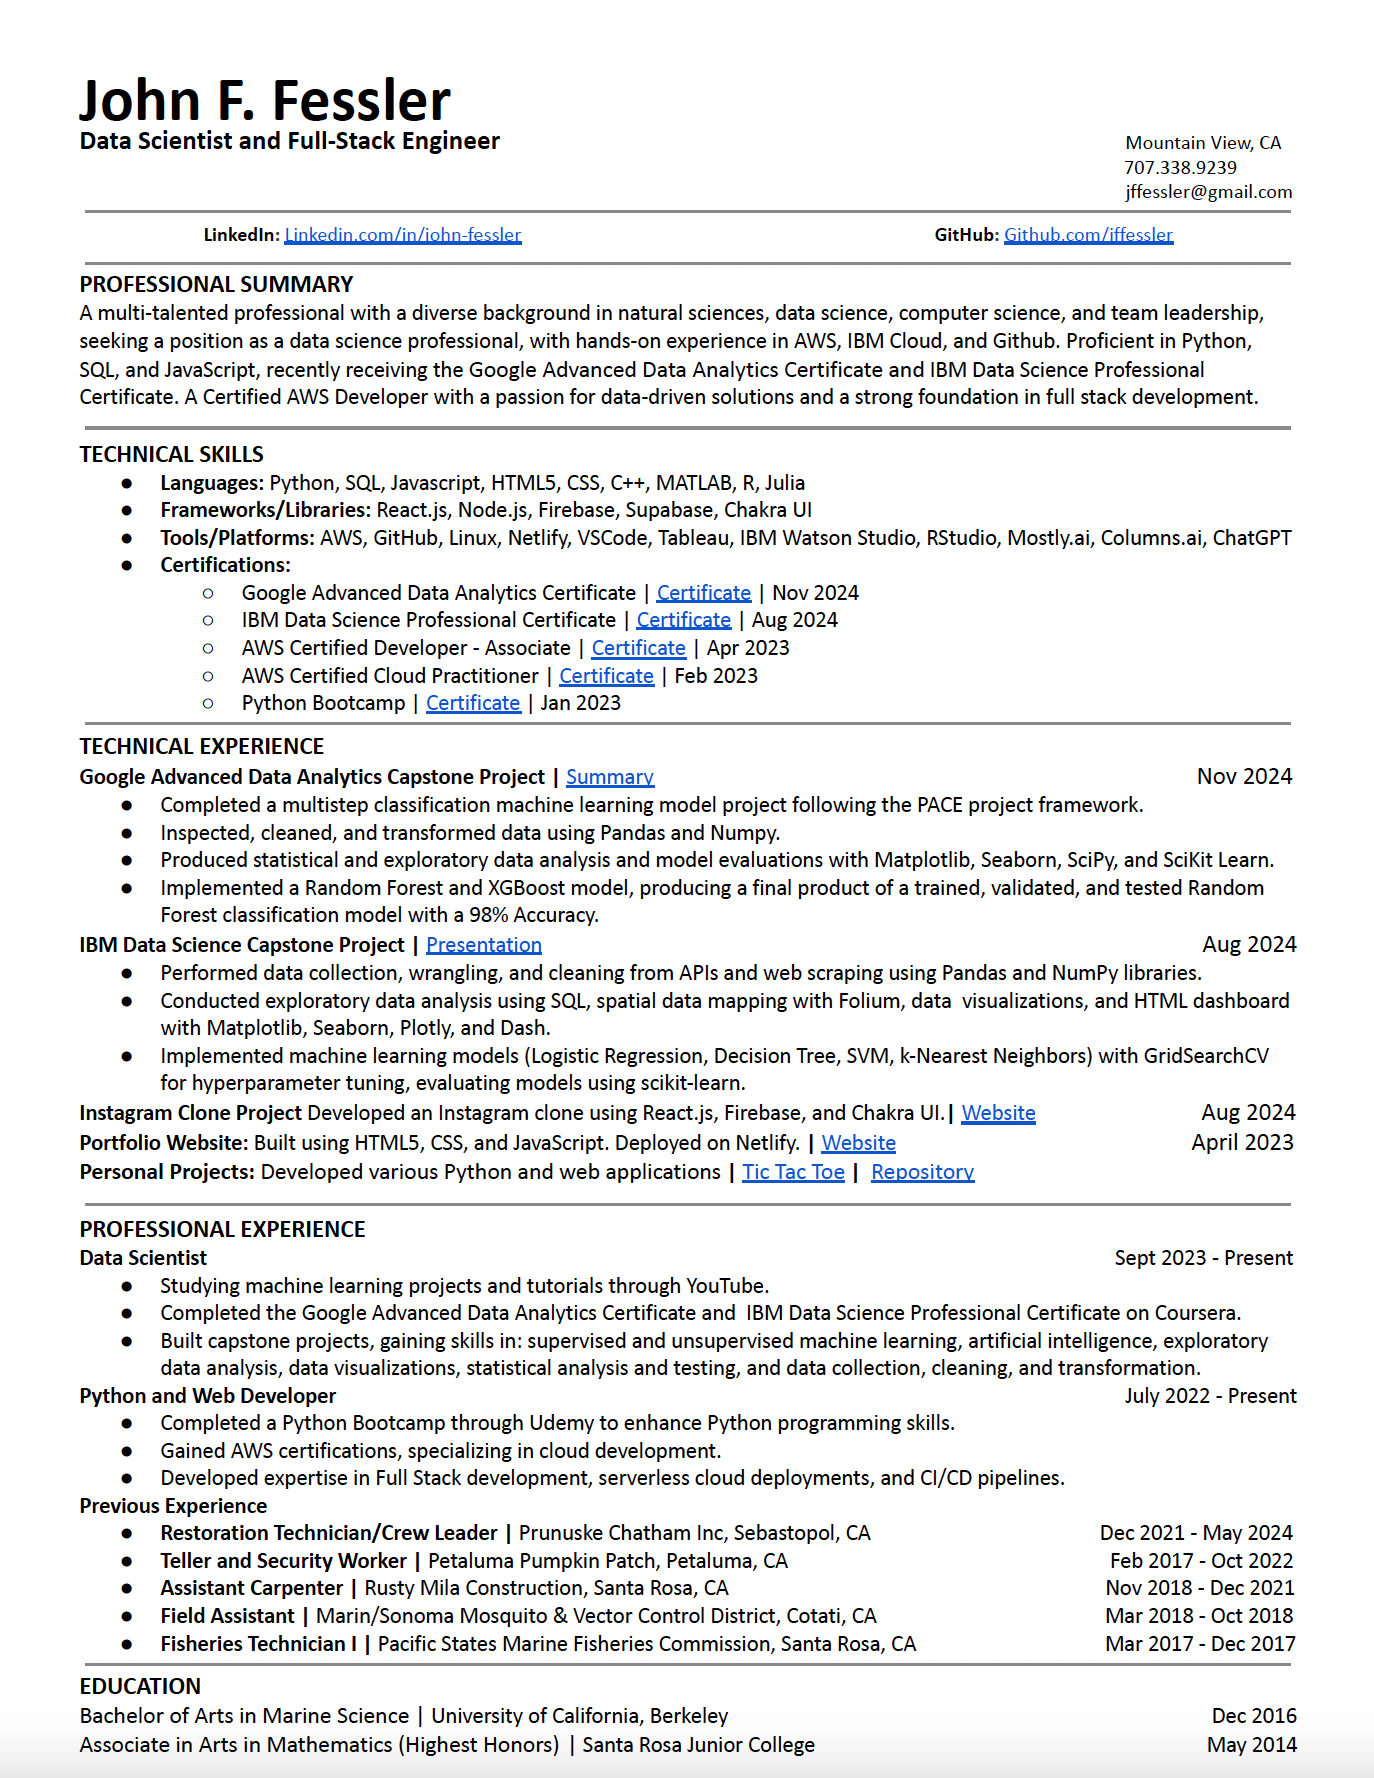 John F. Fessler
Data Scientist and Full-Stack Engineer
Mountain View, CA
707.338.9239
jffessler@gmail.com
LinkedIn: Linkedin.com/in/john-fessler GitHub: Github.com/jffessler
PROFESSIONAL SUMMARY
A multi-talented professional with a diverse background in natural sciences, data science, computer science, and team leadership,
seeking a position as a data science professional, with hands-on experience in AWS, IBM Cloud, and Github. Proficient in Python,
SQL, and JavaScript, recently receiving the Google Advanced Data Analytics Certificate and IBM Data Science Professional
Certificate. A Certified AWS Developer with a passion for data-driven solutions and a strong foundation in full stack development.
TECHNICAL SKILLS
● Languages: Python, SQL, Javascript, HTML5, CSS, C++, MATLAB, R, Julia
● Frameworks/Libraries: React.js, Node.js, Firebase, Supabase, Chakra UI
● Tools/Platforms: AWS, GitHub, Linux, Netlify, VSCode, Tableau, IBM Watson Studio, RStudio, Mostly.ai, Columns.ai, ChatGPT
● Certifications:
○ Google Advanced Data Analytics Certificate | Certificate | Nov 2024
○ IBM Data Science Professional Certificate | Certificate | Aug 2024
○ AWS Certified Developer - Associate | Certificate | Apr 2023
○ AWS Certified Cloud Practitioner | Certificate | Feb 2023
○ Python Bootcamp | Certificate | Jan 2023
TECHNICAL EXPERIENCE
Google Advanced Data Analytics Capstone Project | Summary Nov 2024
● Completed a multistep classification machine learning model project following the PACE project framework.
● Inspected, cleaned, and transformed data using Pandas and Numpy.
● Produced statistical and exploratory data analysis and model evaluations with Matplotlib, Seaborn, SciPy, and SciKit Learn.
● Implemented a Random Forest and XGBoost model, producing a final product of a trained, validated, and tested Random
Forest classification model with a 98% Accuracy.
IBM Data Science Capstone Project | Presentation Aug 2024
● Performed data collection, wrangling, and cleaning from APIs and web scraping using Pandas and NumPy libraries.
● Conducted exploratory data analysis using SQL, spatial data mapping with Folium, data visualizations, and HTML dashboard
with Matplotlib, Seaborn, Plotly, and Dash.
● Implemented machine learning models (Logistic Regression, Decision Tree, SVM, k-Nearest Neighbors) with GridSearchCV
for hyperparameter tuning, evaluating models using scikit-learn.
Instagram Clone Project Developed an Instagram clone using React.js, Firebase, and Chakra UI.| Website Aug 2024
Portfolio Website: Built using HTML5, CSS, and JavaScript. Deployed on Netlify. | Website April 2023
Personal Projects: Developed various Python and web applications | Tic Tac Toe | Repository
PROFESSIONAL EXPERIENCE
Data Scientist Sept 2023 - Present
● Studying machine learning projects and tutorials through YouTube.
● Completed the Google Advanced Data Analytics Certificate and IBM Data Science Professional Certificate on Coursera.
● Built capstone projects, gaining skills in: supervised and unsupervised machine learning, artificial intelligence, exploratory
data analysis, data visualizations, statistical analysis and testing, and data collection, cleaning, and transformation.
Python and Web Developer July 2022 - Present
● Completed a Python Bootcamp through Udemy to enhance Python programming skills.
● Gained AWS certifications, specializing in cloud development.
● Developed expertise in Full Stack development, serverless cloud deployments, and CI/CD pipelines.
Previous Experience
● Restoration Technician/Crew Leader | Prunuske Chatham Inc, Sebastopol, CA Dec 2021 - May 2024
● Teller and Security Worker | Petaluma Pumpkin Patch, Petaluma, CA Feb 2017 - Oct 2022
● Assistant Carpenter | Rusty Mila Construction, Santa Rosa, CA Nov 2018 - Dec 2021
● Field Assistant | Marin/Sonoma Mosquito & Vector Control District, Cotati, CA Mar 2018 - Oct 2018
● Fisheries Technician I | Pacific States Marine Fisheries Commission, Santa Rosa, CA Mar 2017 - Dec 2017
EDUCATION
Bachelor of Arts in Marine Science | University of California, Berkeley Dec 2016
Associate in Arts in Mathematics (Highest Honors) | Santa Rosa Junior College May 2014